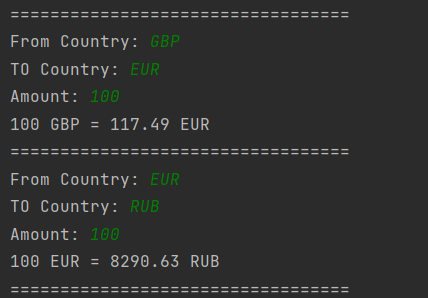 ==================================
From Country: GBP
TO Country: EUR
Amount: 100
100 GBP = 117.49 EUR
==================================
From Country: EUR
TO Country: RUB
Amount: 100
100 EUR = 8290.63 RUB
==================================